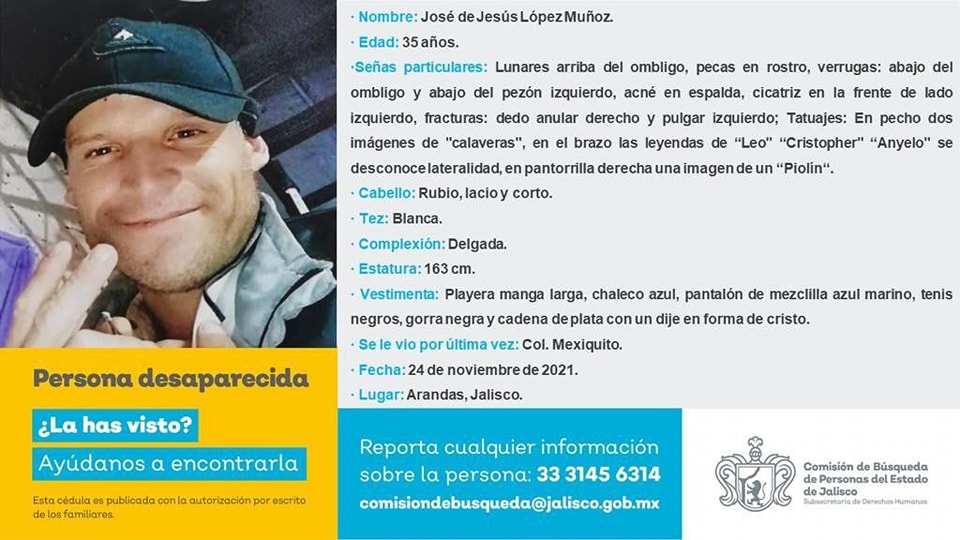 · Nombre: José de Jesús López Muñoz.
· Edad: 35 años.
·Señas particulares: Lunares arriba del ombligo, pecas en rostro, verrugas: abajo del
ombligo y abajo del pezón izquierdo, acné en espalda, cicatriz en la frente de lado
izquierdo, fracturas: dedo anular derecho y pulgar izquierdo; Tatuajes: En pecho dos
imágenes de "calaveras", en el brazo las leyendas de “Leo" “Cristopher" “Anyelo" se
desconoce lateralidad, en pantorrilla derecha una imagen de un “Piolín“.
· Cabello: Rubio, lacio y corto.
· Tez: Blanca.
· Complexión: Delgada.
· Estatura: 163 cm.
· Vestimenta: Playera manga larga, chaleco azul, pantalón de mezclilla azul marino, tenis
negros, gorra negra y cadena de plata con un dije en forma de cristo.
· Se le vio por última vez: Col. Mexiquito.
· Fecha: 24 de noviembre de 2021.
· Lugar: Arandas, Jalisco.
Persona desaparecida
¿La has visto?
Ayúdanos a encontrarla
Esta cédula es publicada con la autorización por escrito
de los familiares.
Reporta cualquier información
sobre la persona: 33 3145 6314
comisiondebusqueda@jalisco.gob.mx
Comisión de Búsqueda
de Personas del Estado
de Jalisco
Subsecretaría de Derechos Humanos